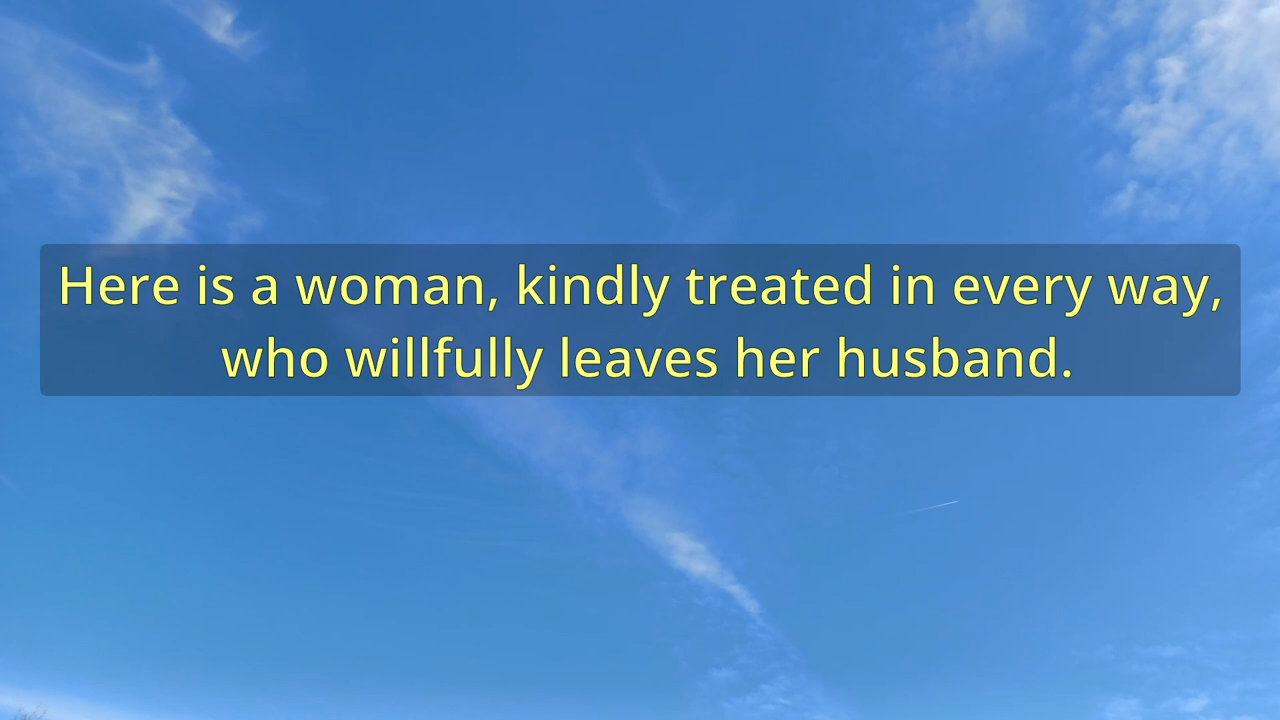 Here is a woman, kindly treated in every way,
who willfully leaves her husband.